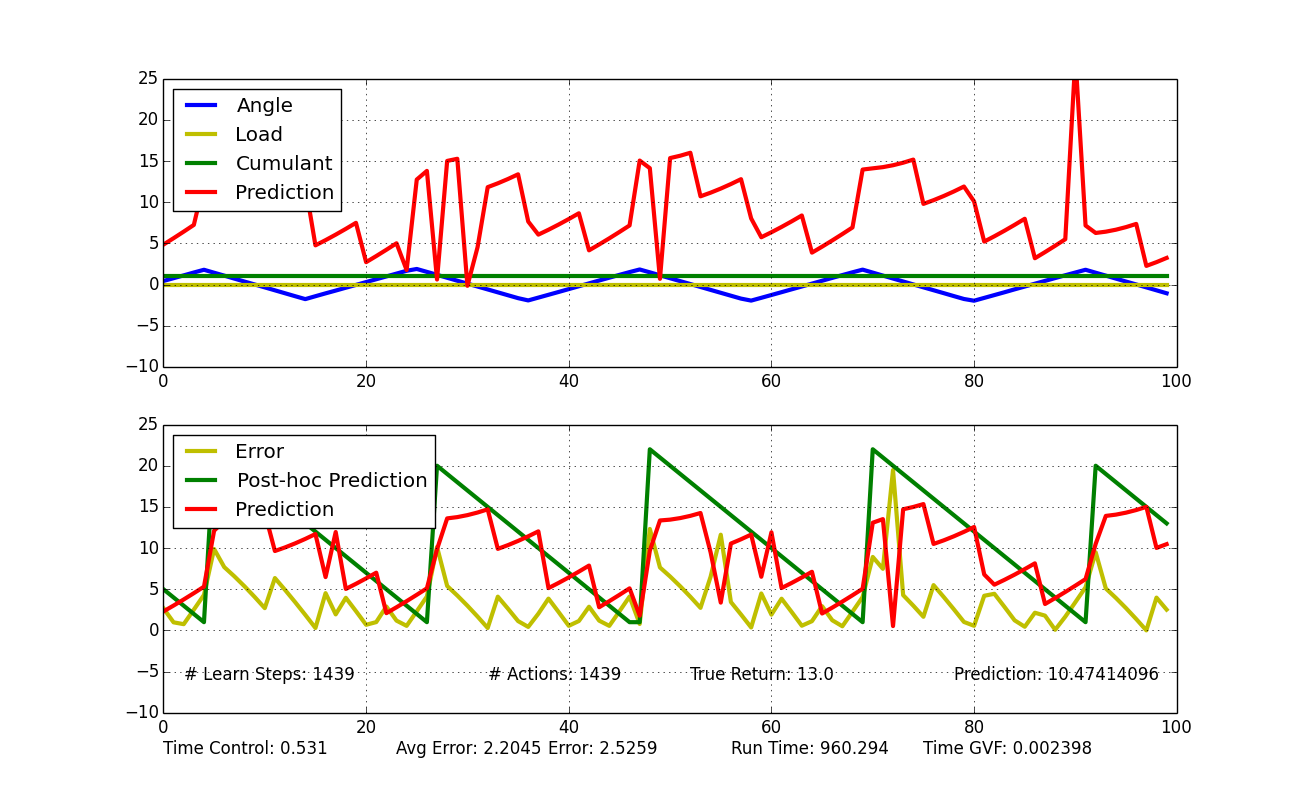 25
20
15
10
5
0
−5
−10
Angle
Load
Cumulant
Prediction
0 20 40 60 80 100
25
20
15
10
5
0
−5
−10
Error
Post-hoc Prediction
Prediction
# Learn Steps: 1439 # Actions: 1439 True Return: 13.0 Prediction: 10.47414096
0 20 40 60 80 100
Time Control: 0.531 Avg Error: 2.2045 Error: 2.5259 Run Time: 960.294 Time GVF: 0.002398